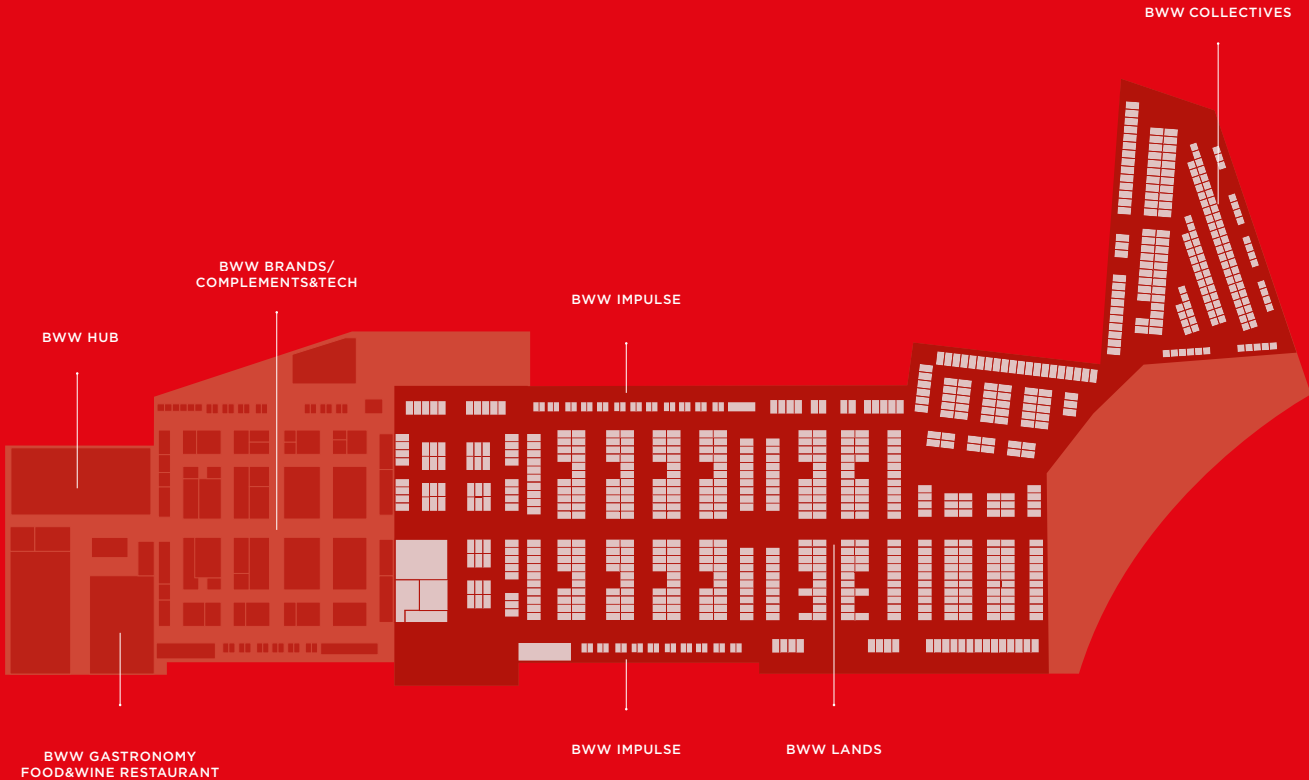 BWW COLLECTIVES
BWW BRANDS/
COMPLEMENTS&TECH
BWW IMPULSE
BWW HUB
BWW GASTRONOMY
FOOD&WINE RESTAURANT
BWW IMPULSE
BWW LANDS